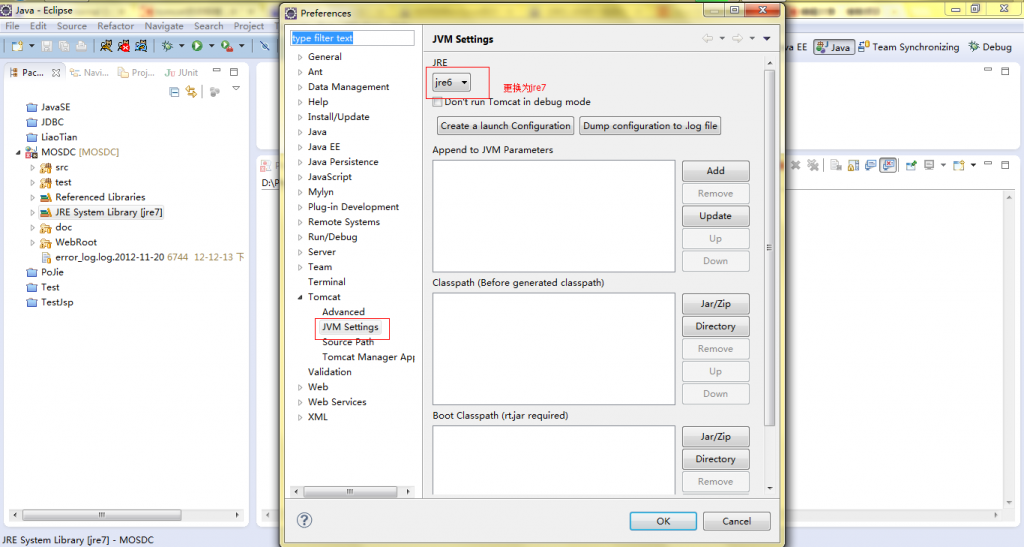 Java - Eclipse
File Edit Source Refactor Navigate Search Project
Java EE
Java
Team Synchronizing
Debug
Pac
Navi...
Proj...
JUnit
JavaSE
JDBC
LiaoTian
MOSDC [MOSDC]
src
test
Referenced Libraries
JRE System Library [jre7]
doc
WebRoot
error_log.log.2012-11-20 6744 12-12-13 下
PoJie
Test
TestJsp
D:\P
JRE System Library [jre7] - MOSDC
Preferences
type filter text
General
Ant
Data Management
Help
Install/Update
Java
Java EE
Java Persistence
JavaScript
Mylyn
Plug-in Development
Remote Systems
Run/Debug
Server
Team
Terminal
Tomcat
Advanced
JVM Settings
Source Path
Tomcat Manager App
Validation
Web
Web Services
XML
JVM Settings
JRE
jre6
更换为jre7
Don't run Tomcat in debug mode
Create a launch Configuration
Dump configuration to .log file
Append to JVM Parameters
Add
Remove
Update
Up
Down
Classpath (Before generated classpath)
Jar/Zip
Directory
Remove
Up
Down
Boot Classpath (rt.jar required)
Jar/Zip
Directory
Remove
OK
Cancel